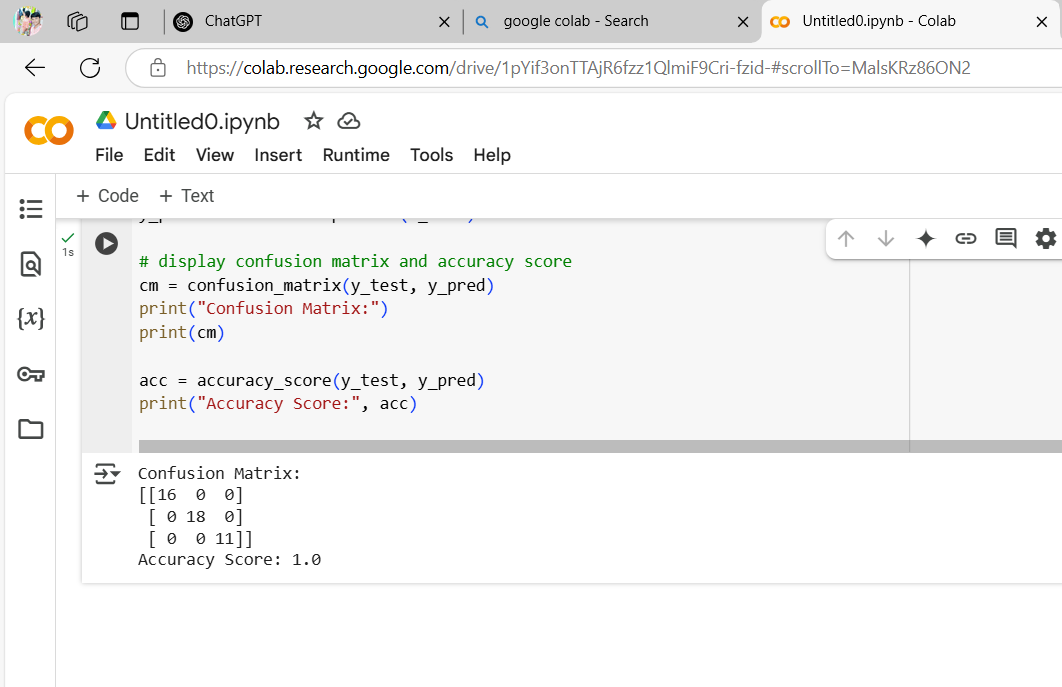 ChatGPT
google colab - Search
Untitled0.ipynb - Colab
https://colab.research.google.com/drive/1pYif3onTTAjR6fzz1QlmiF9Cri-fzid-#scrollTo=MalsKRz86ON2
Untitled0.ipynb
File Edit View Insert Runtime Tools Help
+ Code + Text
1s
# display confusion matrix and accuracy score
cm = confusion_matrix(y_test, y_pred)
print("Confusion Matrix:")
print(cm)
acc = accuracy_score(y_test, y_pred)
print("Accuracy Score:", acc)
{x}
Confusion Matrix:
[[16  0  0]
 [ 0 18  0]
 [ 0  0 11]]
Accuracy Score: 1.0